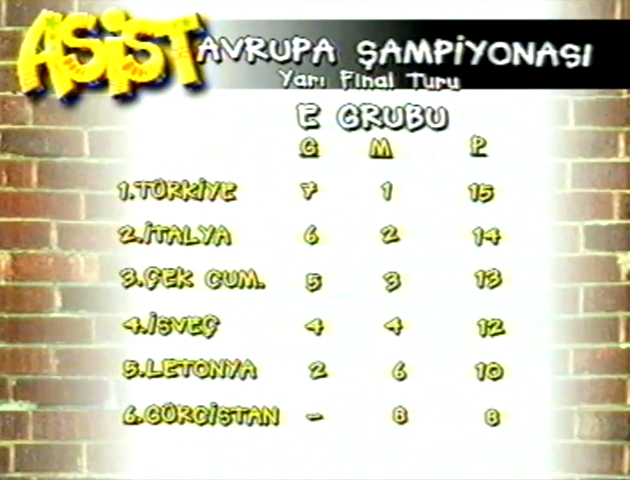 ASİST
AVRUPA ŞAMPİYONASI
Yarı Final Turu
E GRUBU
G M P
1.TÜRKİYE 7 1 15
2.İTALYA 6 2 14
3.ÇEK CUM. 5 3 13
4.İSVEÇ 4 4 12
5.LETONYA 2 6 10
6.GÜRCİSTAN - 8 8